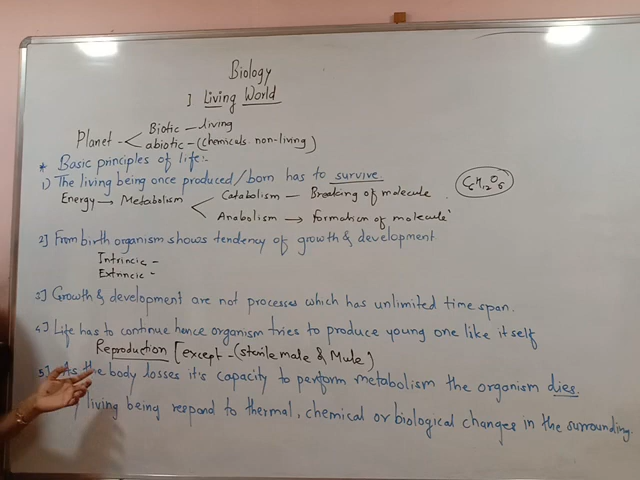 Biology
1 Living World
Planet - Biotic - living
abiotic - (chemicals. non-living)
* Basic principles of life:-
1) The living being once produced/born has to survive.
Energy → Metabolism Catabolism - Breaking of molecule C6H12O6
Anabolism → Formation of molecule
2] From birth organism shows tendency of growth & development
Intrincic -
Extrincic -
3] Growth & development are not processes which has unlimited time span.
4] Life has to continue hence organism tries to produce young one like itself
Reproduction [except - (sterile male & Mule)
5] As the body losses it's capacity to perform metabolism the organism dies.
living being respond to thermal, chemical or biological changes in the surrounding.